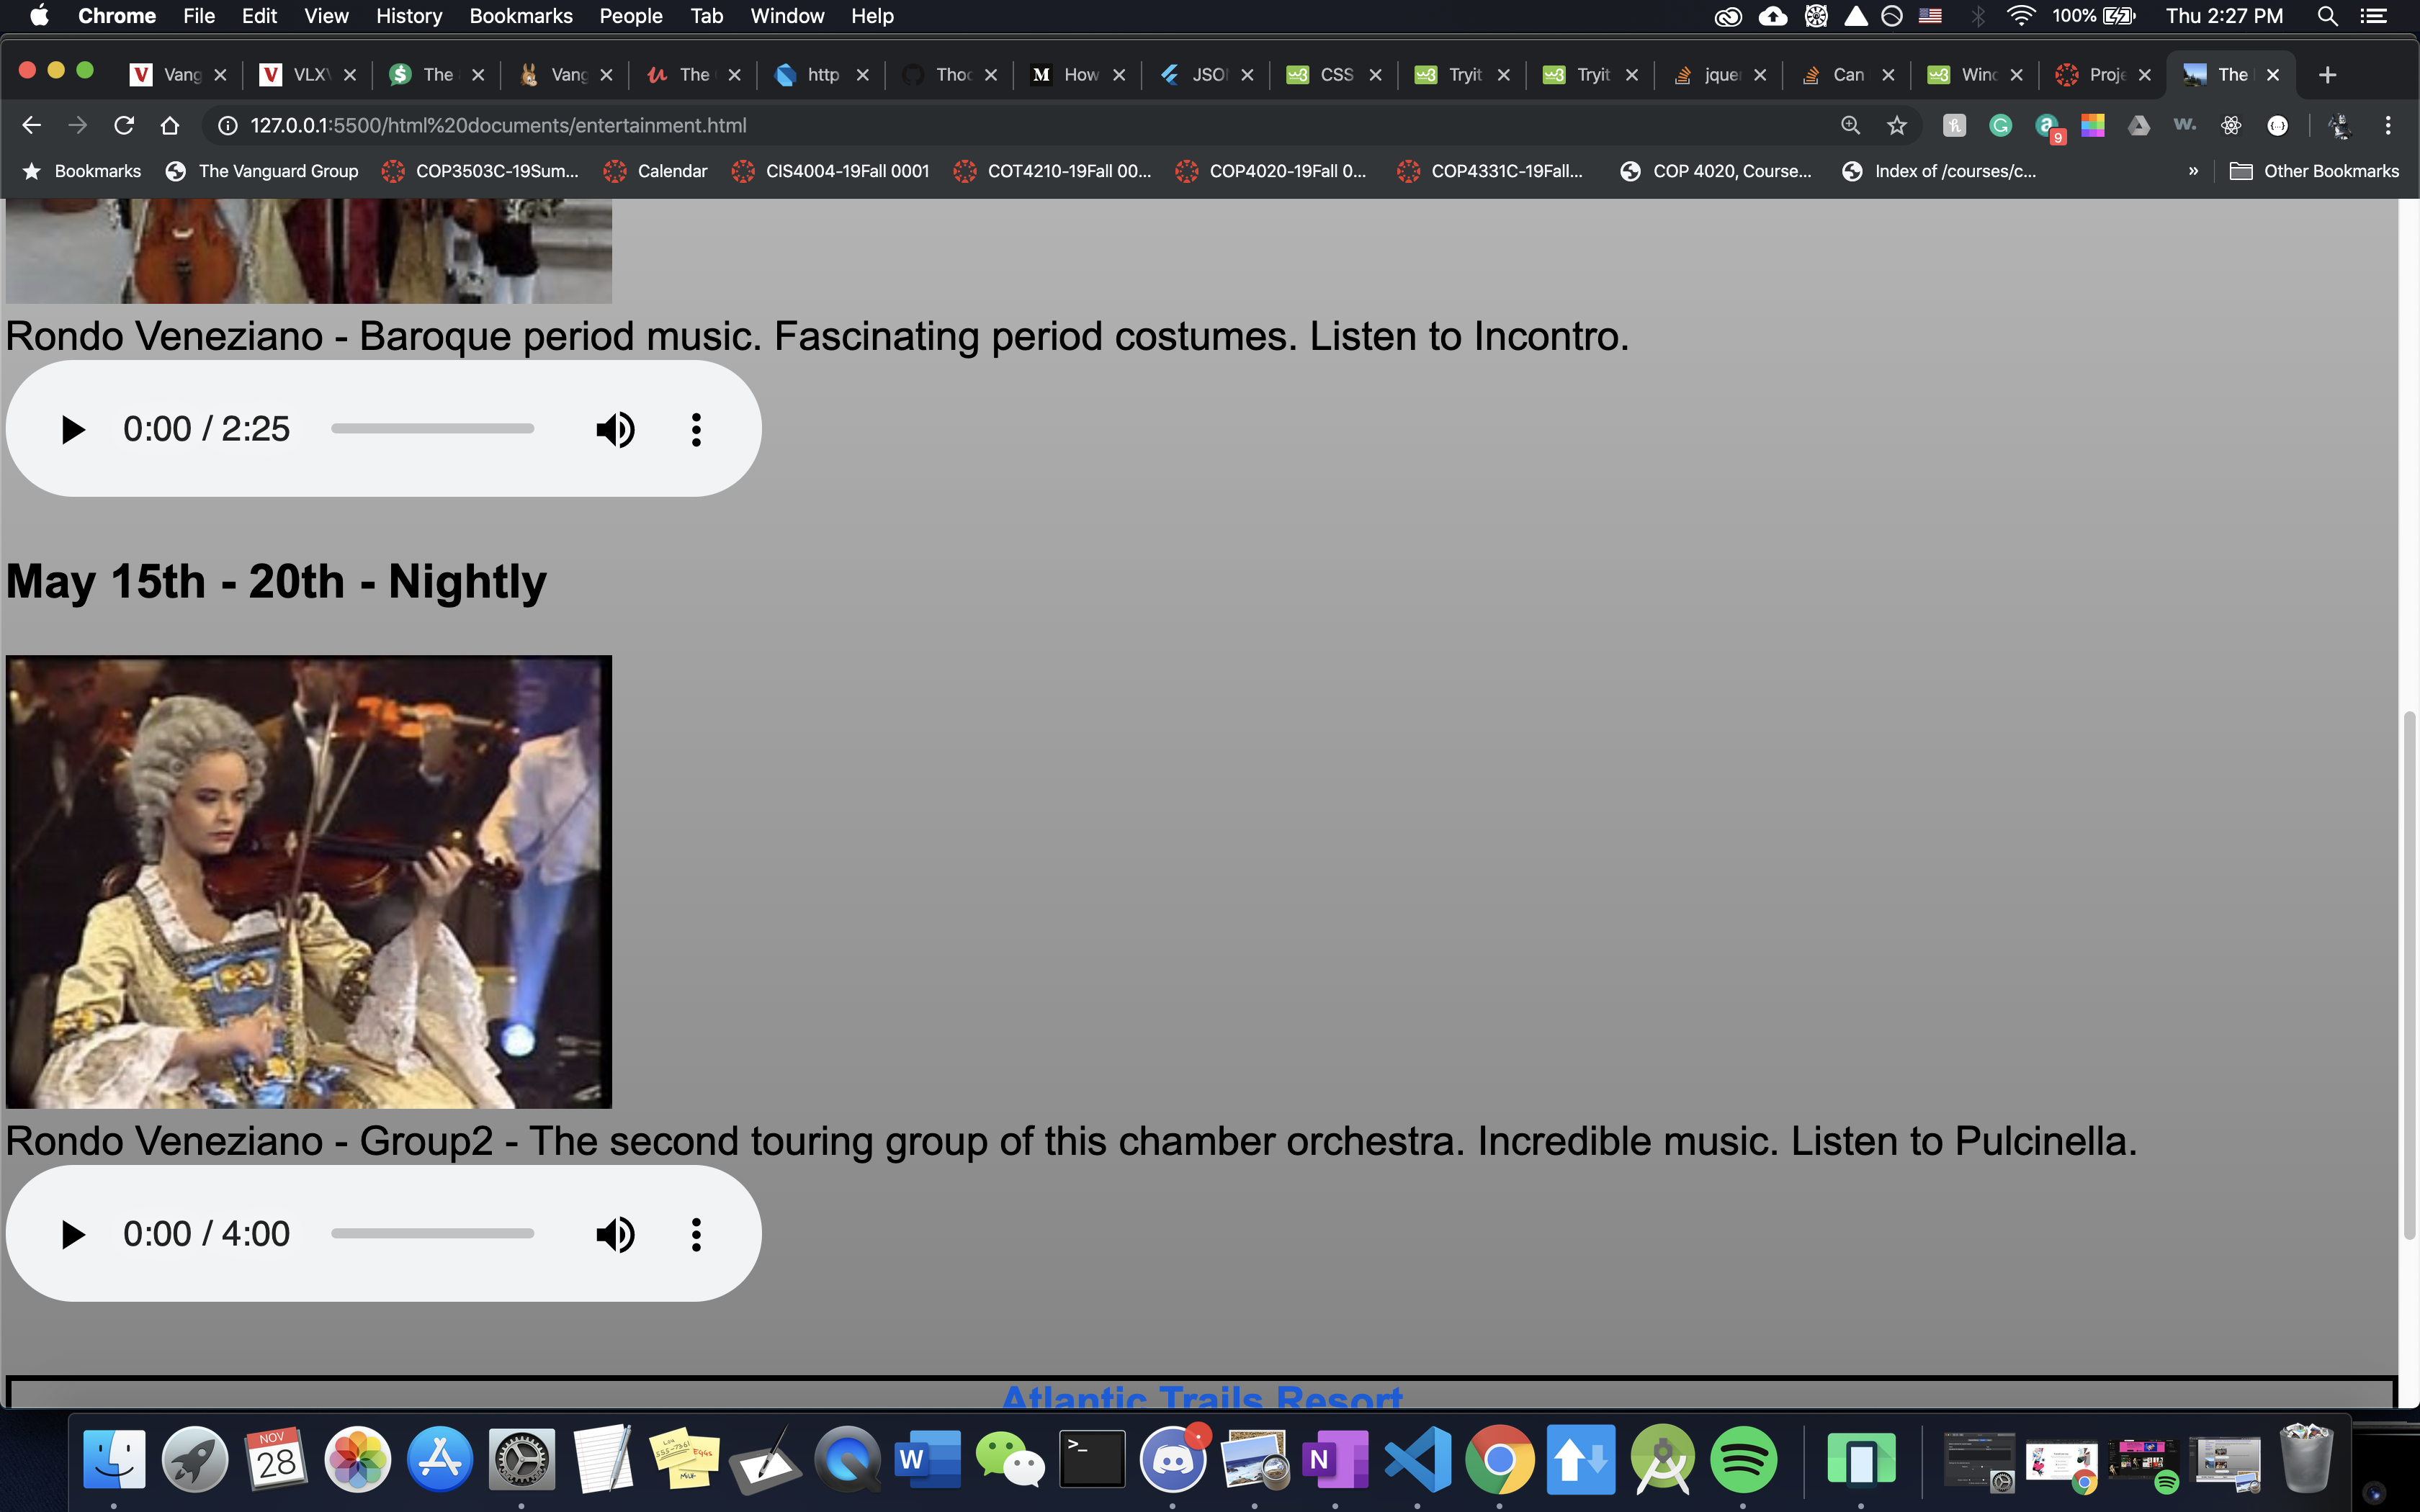 Chrome File Edit View History Bookmarks People Tab Window Help 100% Thu 2:27 PM
Vang VLXV The Vang The http Thoc How JSO CSS Tryit Tryit jque Can Winc Proje The
127.0.0.1:5500/html%20documents/entertainment.html 9
Bookmarks The Vanguard Group COP3503C-19Sum... Calendar CIS4004-19Fall 0001 COT4210-19Fall 00... COP4020-19Fall 0... COP4331C-19Fall... COP 4020, Course... Index of /courses/c... » Other Bookmarks
Rondo Veneziano - Baroque period music. Fascinating period costumes. Listen to Incontro.
0:00 / 2:25
May 15th - 20th - Nightly
Rondo Veneziano - Group2 - The second touring group of this chamber orchestra. Incredible music. Listen to Pulcinella.
0:00 / 4:00
Atlantic Trails Resort
NOV
28